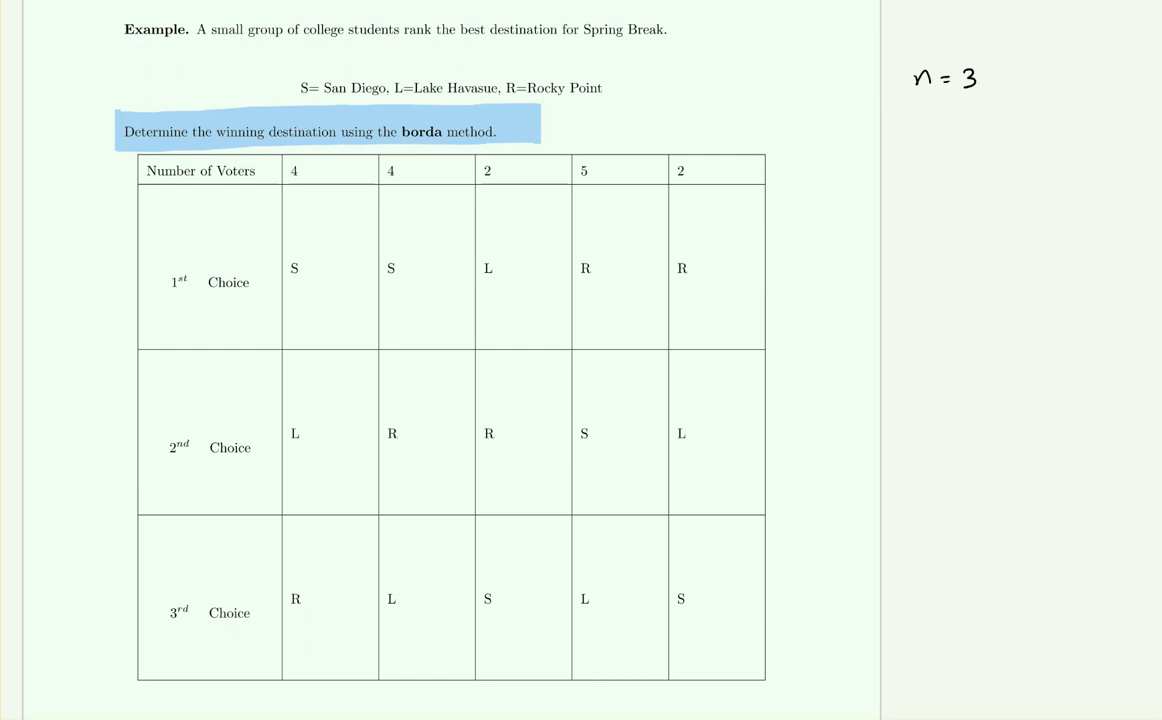 Example. A small group of college students rank the best destination for Spring Break.
n = 3
S= San Diego, L=Lake Havasue, R=Rocky Point
Determine the winning destination using the borda method.
Number of Voters 4 4 2 5 2
1st Choice S S L R R
2nd Choice L R R S L
3rd Choice R L S L S